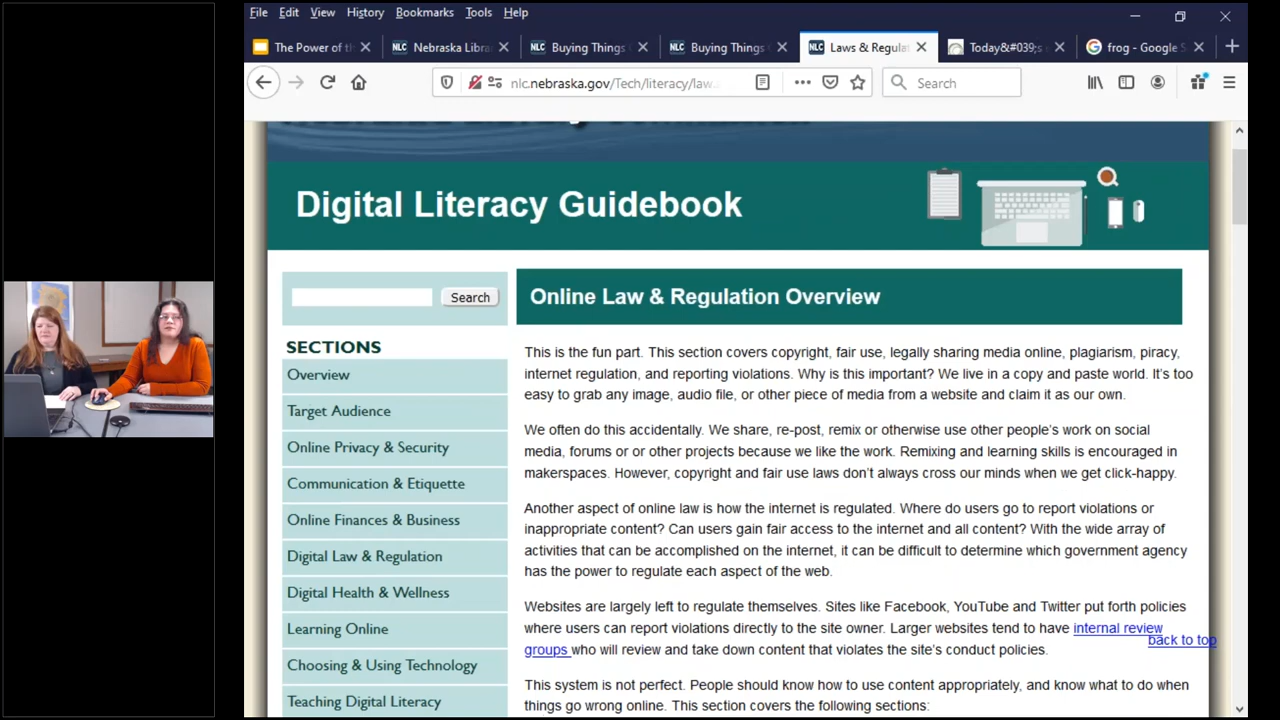 File Edit View History Bookmarks Tools Help
The Power of t NLC Nebraska Libra NLC Buying Things NLC Buying Things NLC Laws & Regula Today&#039;s frog - Google S
nlc.nebraska.gov/Tech/literacy/law Search
Digital Literacy Guidebook
Search
Online Law & Regulation Overview
SECTIONS
Overview
Target Audience
Online Privacy & Security
Communication & Etiquette
Online Finances & Business
Digital Law & Regulation
Digital Health & Wellness
Learning Online
Choosing & Using Technology
Teaching Digital Literacy
This is the fun part. This section covers copyright, fair use, legally sharing media online, plagiarism, piracy,
internet regulation, and reporting violations. Why is this important? We live in a copy and paste world. It's too
easy to grab any image, audio file, or other piece of media from a website and claim it as our own.
We often do this accidentally. We share, re-post, remix or otherwise use other people's work on social
media, forums or or other projects because we like the work. Remixing and learning skills is encouraged in
makerspaces. However, copyright and fair use laws don't always cross our minds when we get click-happy.
Another aspect of online law is how the internet is regulated. Where do users go to report violations or
inappropriate content? Can users gain fair access to the internet and all content? With the wide array of
activities that can be accomplished on the internet, it can be difficult to determine which government agency
has the power to regulate each aspect of the web.
Websites are largely left to regulate themselves. Sites like Facebook, YouTube and Twitter put forth policies
where users can report violations directly to the site owner. Larger websites tend to have internal review
back to top
groups who will review and take down content that violates the site's conduct policies.
This system is not perfect. People should know how to use content appropriately, and know what to do when
things go wrong online. This section covers the following sections: